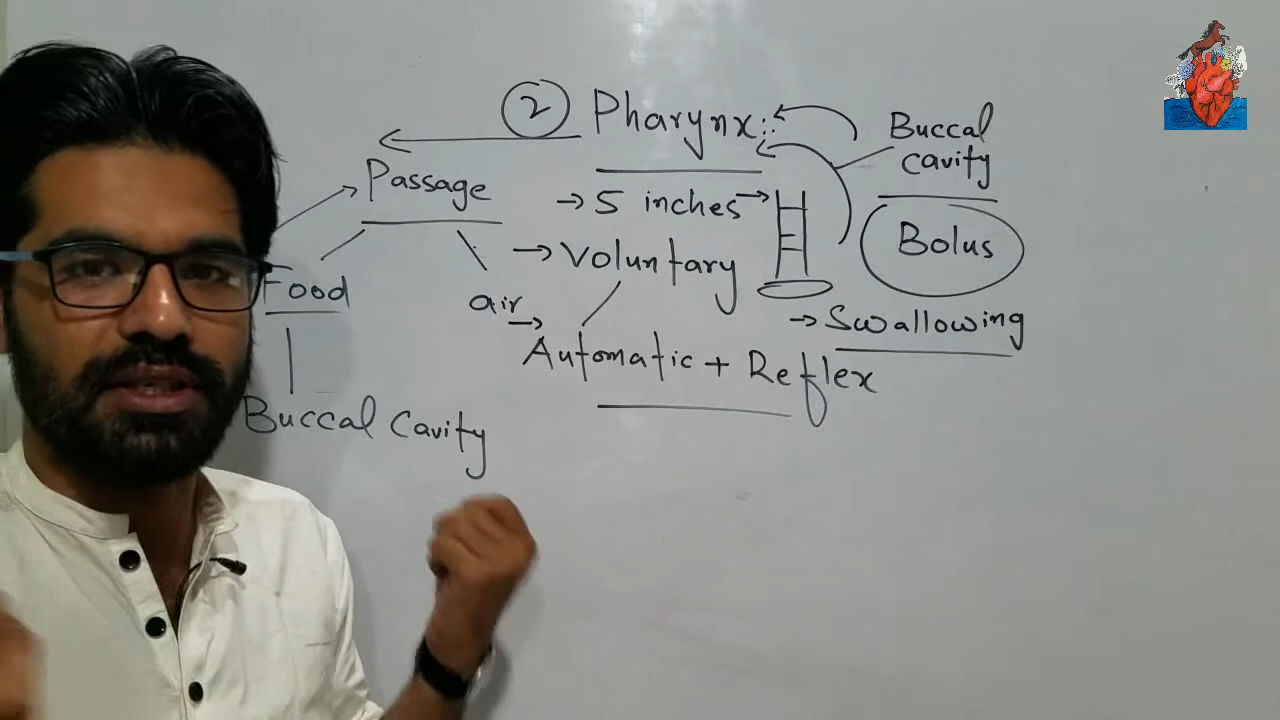 2 Pharynx:
Buccal
cavity
Passage
→ 5 inches →
→ Voluntary
Bolus
Food
air →
→ Swallowing
Automatic + Reflex
Buccal Cavity